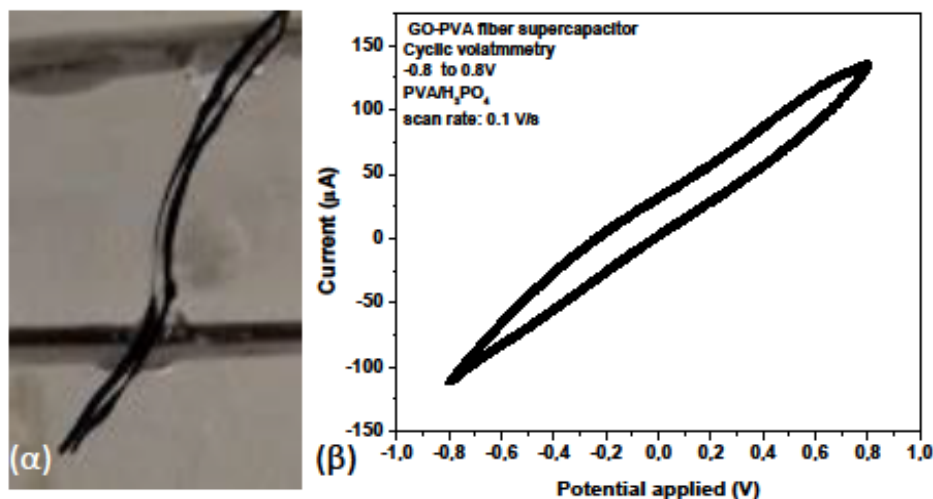 (α)
GO-PVA fiber supercapacitor
Cyclic volatmmetry
-0.8 to 0.8V
PVA/H₃PO₄
scan rate: 0.1 V/s
Current (μA)
150
100
50
0
-50
-100
-150
-1,0 -0,8 -0,6 -0,4 -0,2 0,0 0,2 0,4 0,6 0,8 1,0
(β)
Potential applied (V)